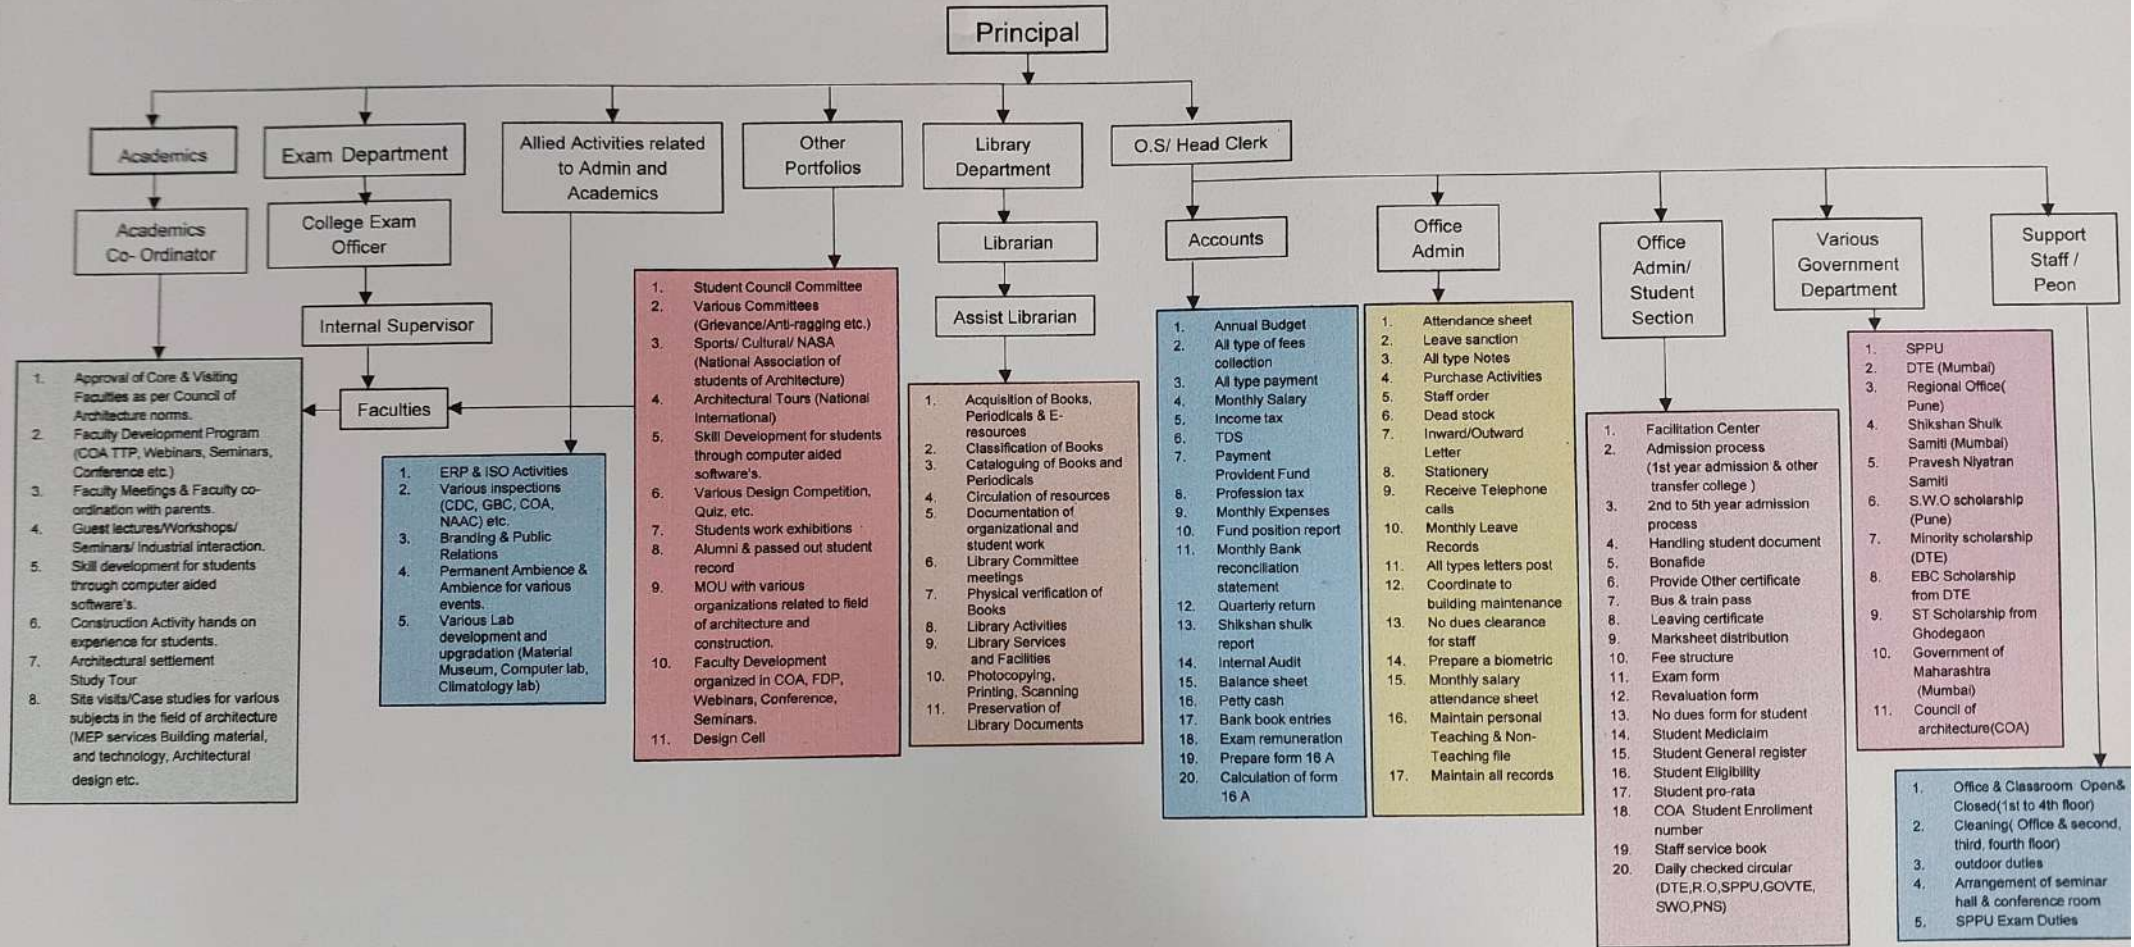 Principal
Academics
Exam Department
Allied Activities related
to Admin and
Academics
Other
Portfolios
Library
Department
O.S/ Head Clerk
Academics
Co- Ordinator
College Exam
Officer
Internal Supervisor
Faculties
Librarian
Assist Librarian
Accounts
Office
Admin
Office
Admin/
Student
Section
Various
Government
Department
Support
Staff /
Peon
1. Approval of Core & Visiting
Faculties as per Council of
Architecture norms.
2. Faculty Development Program
(COA TTP, Webinars, Seminars,
Conference etc.)
3. Faculty Meetings & Faculty co-
ordination with parents.
4. Guest lectures/Workshops/
Seminars/ Industrial interaction.
5. Skill development for students
through computer aided
software's.
6. Construction Activity hands on
experience for students.
7. Architectural settlement
Study Tour
8. Site visits/Case studies for various
subjects in the field of architecture
(MEP services Building material,
and technology, Architectural
design etc.
1. ERP & ISO Activities
2. Various inspections
(CDC, GBC, COA,
NAAC) etc.
3. Branding & Public
Relations
4. Permanent Ambience &
Ambience for various
events.
5. Various Lab
development and
upgradation (Material
Museum, Computer lab,
Climatology lab)
1. Student Council Committee
2. Various Committees
(Grievance/Anti-ragging etc.)
3. Sports/ Cultural/ NASA
(National Association of
students of Architecture)
4. Architectural Tours (National
International)
5. Skill Development for students
through computer aided
software's.
6. Various Design Competition,
Quiz, etc.
7. Students work exhibitions
8. Alumni & passed out student
record
9. MOU with various
organizations related to field
of architecture and
construction.
10. Faculty Development
organized in COA, FDP,
Webinars, Conference,
Seminars.
11. Design Cell
1. Acquisition of Books,
Periodicals & E-
resources
2. Classification of Books
3. Cataloguing of Books and
Periodicals
4. Circulation of resources
5. Documentation of
organizational and
student work
6. Library Committee
meetings
7. Physical verification of
Books
8. Library Activities
9. Library Services
and Facilities
10. Photocopying,
Printing, Scanning
11. Preservation of
Library Documents
1. Annual Budget
2. All type of fees
collection
3. All type payment
4. Monthly Salary
5. Income tax
6. TDS
7. Payment
Provident Fund
8. Profession tax
9. Monthly Expenses
10. Fund position report
11. Monthly Bank
reconciliation
statement
12. Quarterly return
13. Shikshan shulk
report
14. Internal Audit
15. Balance sheet
16. Petty cash
17. Bank book entries
18. Exam remuneration
19. Prepare form 16 A
20. Calculation of form
16 A
1. Attendance sheet
2. Leave sanction
3. All type Notes
4. Purchase Activities
5. Staff order
6. Dead stock
7. Inward/Outward
Letter
8. Stationery
9. Receive Telephone
calls
10. Monthly Leave
Records
11. All types letters post
12. Coordinate to
building maintenance
13. No dues clearance
for staff
14. Prepare a biometric
15. Monthly salary
attendance sheet
16. Maintain personal
Teaching & Non-
Teaching file
17. Maintain all records
1. Facilitation Center
2. Admission process
(1st year admission & other
transfer college )
3. 2nd to 5th year admission
process
4. Handling student document
5. Bonafide
6. Provide Other certificate
7. Bus & train pass
8. Leaving certificate
9. Marksheet distribution
10. Fee structure
11. Exam form
12. Revaluation form
13. No dues form for student
14. Student Mediclaim
15. Student General register
16. Student Eligibility
17. Student pro-rata
18. COA Student Enrollment
number
19. Staff service book
20. Daily checked circular
(DTE,R.O,SPPU,GOVTE,
SWO,PNS)
1. SPPU
2. DTE (Mumbai)
3. Regional Office(
Pune)
4. Shikshan Shulk
Samiti (Mumbai)
5. Pravesh Niyatran
Samiti
6. S.W.O scholarship
(Pune)
7. Minority scholarship
(DTE)
8. EBC Scholarship
from DTE
9. ST Scholarship from
Ghodegaon
10. Government of
Maharashtra
(Mumbai)
11. Council of
architecture(COA)
1. Office & Classroom Open&
Closed(1st to 4th floor)
2. Cleaning( Office & second,
third, fourth floor)
3. outdoor duties
4. Arrangement of seminar
hall & conference room
5. SPPU Exam Duties